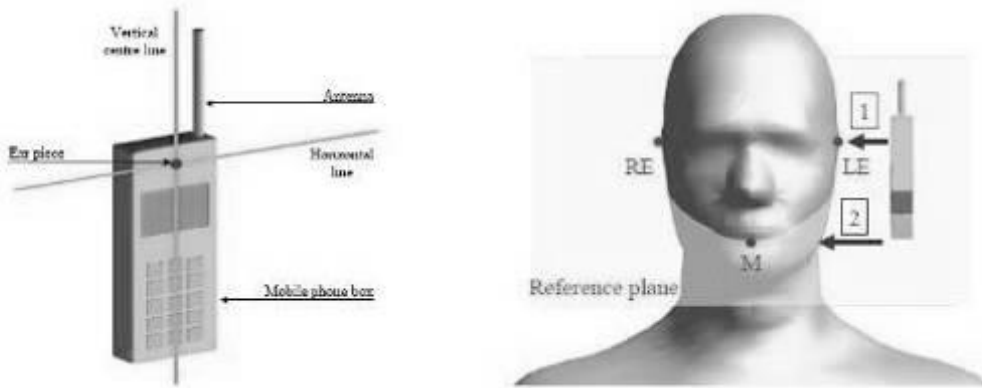 Vertical
centre line
Antenna
Ear piece
Horizontal
line
Mobile phone box
1
RE
LE
2
M
Reference plane